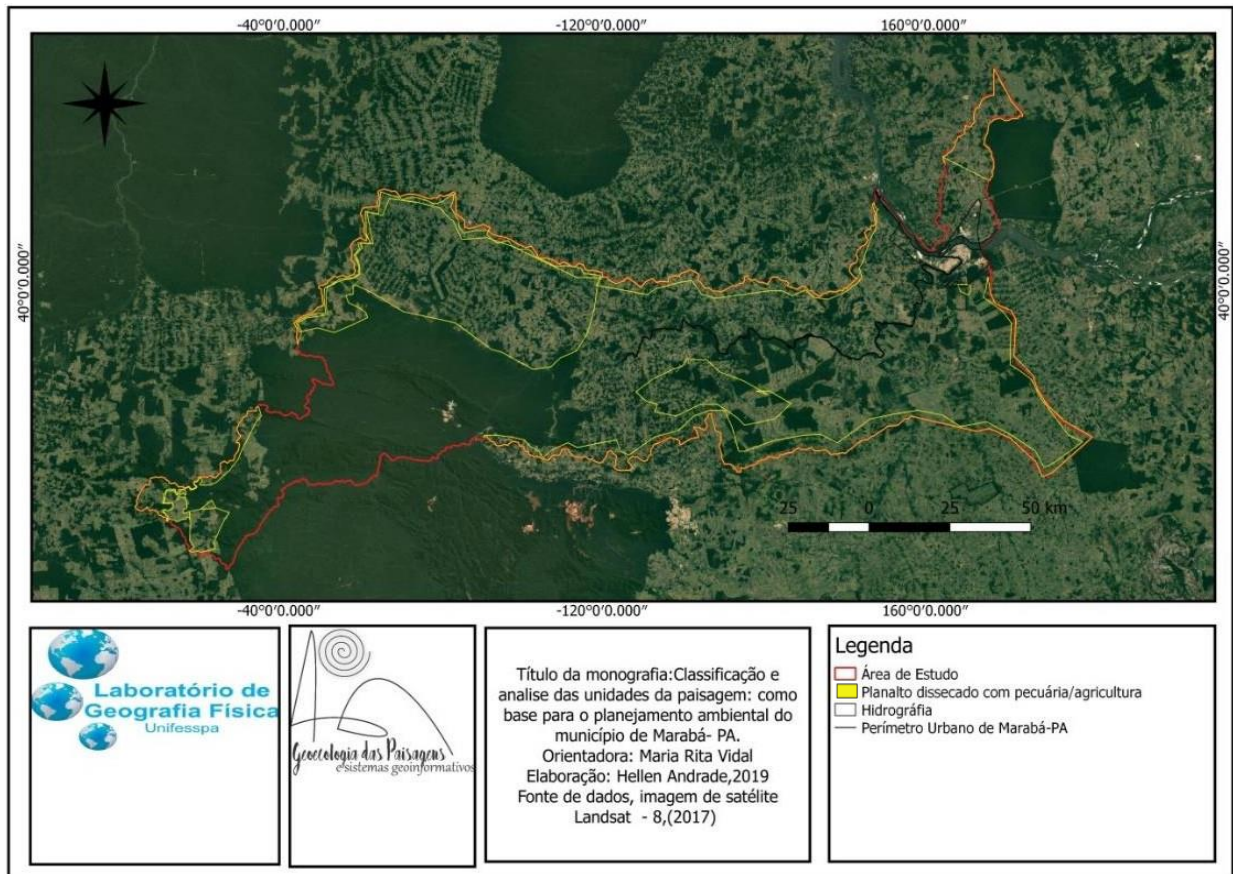 -40°0′0.000″
-120°0′0.000″
160°0′0.000″
40°0′0.000″
40°0′0.000″
25
0
25
50 km
-40°0′0.000″
-120°0′0.000″
160°0′0.000″
Laboratório de
Geografia Física
Unifesspa
Geoecologia das Paisagens
e sistemas geoinformativos
Título da monografia:Classificação e
analise das unidades da paisagem: como
base para o planejamento ambiental do
município de Marabá- PA.
Orientadora: Maria Rita Vidal
Elaboração: Hellen Andrade,2019
Fonte de dados, imagem de satélite
Landsat - 8,(2017)
Legenda
Área de Estudo
Planalto dissecado com pecuária/agricultura
Hidrográfia
Perímetro Urbano de Marabá-PA